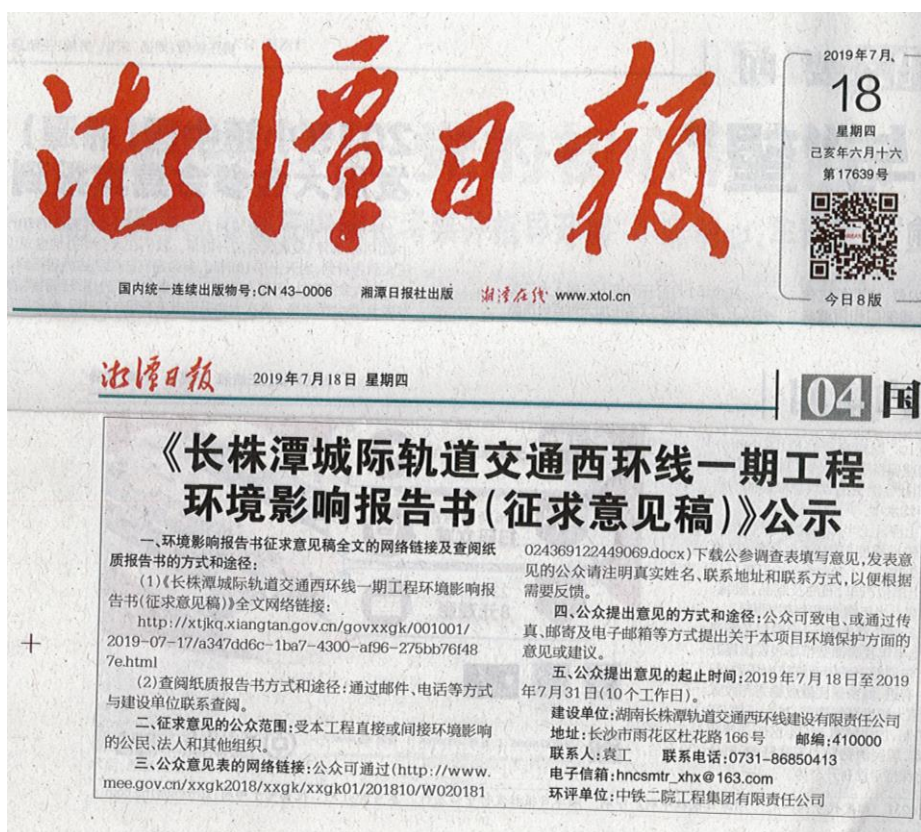 湘潭日报
2019年7月
18
星期四
己亥年六月十六
第17639号
今日8版
国内统一连续出版物号:CN 43-0006 湘潭日报社出版 湘潭在线 www.xtol.cn
湘潭日报 2019年7月18日 星期四
04 国
《长株潭城际轨道交通西环线一期工程
环境影响报告书(征求意见稿)》公示
一、环境影响报告书征求意见稿全文的网络链接及查阅纸
质报告书的方式和途径:
(1)《长株潭城际轨道交通西环线一期工程环境影响报
告书(征求意见稿)》全文网络链接:
http://xtjkq.xiangtan.gov.cn/govxxgk/001001/
2019-07-17/a347dd6c-1ba7-4300-af96-275bb76f48
7e.html
(2)查阅纸质报告书方式和途径:通过邮件、电话等方式
与建设单位联系查阅。
二、征求意见的公众范围:受本工程直接或间接环境影响
的公民、法人和其他组织。
三、公众意见表的网络链接:公众可通过(http://www.
mee.gov.cn/xxgk2018/xxgk/xxgk01/201810/W020181
024369122449069.docx)下载公参调查表填写意见,发表意
见的公众请注明真实姓名、联系地址和联系方式,以便根据
需要反馈。
四、公众提出意见的方式和途径:公众可致电、或通过传
真、邮寄及电子邮箱等方式提出关于本项目环境保护方面的
意见或建议。
五、公众提出意见的起止时间:2019年7月18日至2019
年7月31日(10个工作日)。
建设单位:湖南长株潭轨道交通西环线建设有限责任公司
地址:长沙市雨花区杜花路166号 邮编:410000
联系人:袁工 联系电话:0731-86850413
电子信箱:hncsmtr_xhx@163.com
环评单位:中铁二院工程集团有限责任公司